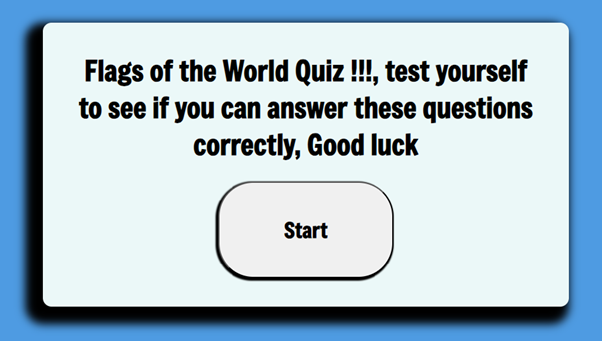 Flags of the World Quiz !!!, test yourself
to see if you can answer these questions
correctly, Good luck
Start